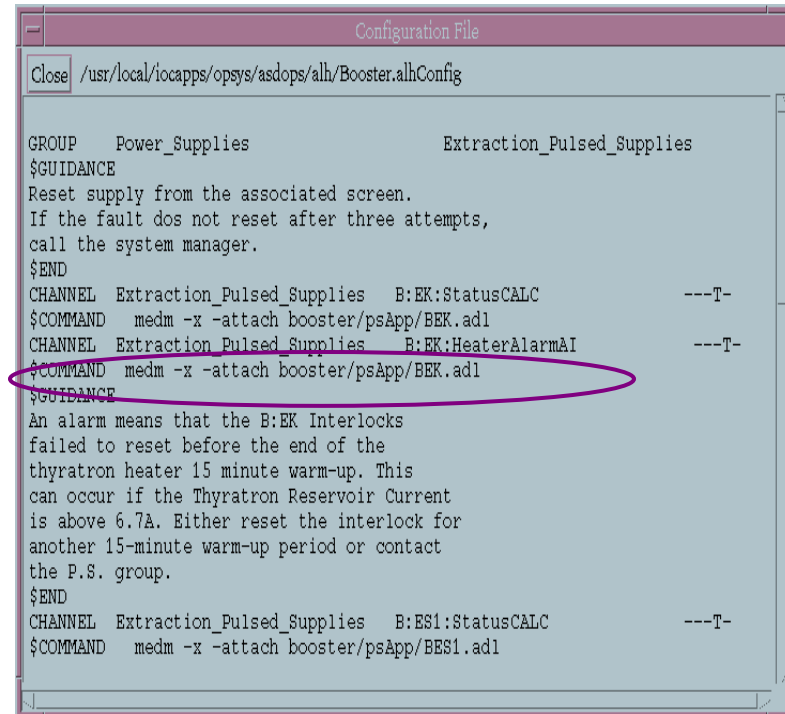 Configuration File
Close /usr/local/iocapps/opsys/asdops/alh/Booster.alhConfig
GROUP Power_Supplies Extraction_Pulsed_Supplies
$GUIDANCE
Reset supply from the associated screen.
If the fault dos not reset after three attempts,
call the system manager.
$END
CHANNEL Extraction_Pulsed_Supplies B:EK:StatusCALC ---T-
$COMMAND medm -x -attach booster/psApp/BEK.adl
CHANNEL Extraction_Pulsed_Supplies B:EK:HeaterAlarmAI ---T-
$COMMAND medm -x -attach booster/psApp/BEK.adl
$GUIDANCE
An alarm means that the B:EK Interlocks
failed to reset before the end of the
thyratron heater 15 minute warm-up. This
can occur if the Thyratron Reservoir Current
is above 6.7A. Either reset the interlock for
another 15-minute warm-up period or contact
the P.S. group.
$END
CHANNEL Extraction_Pulsed_Supplies B:ES1:StatusCALC ---T-
$COMMAND medm -x -attach booster/psApp/BES1.adl